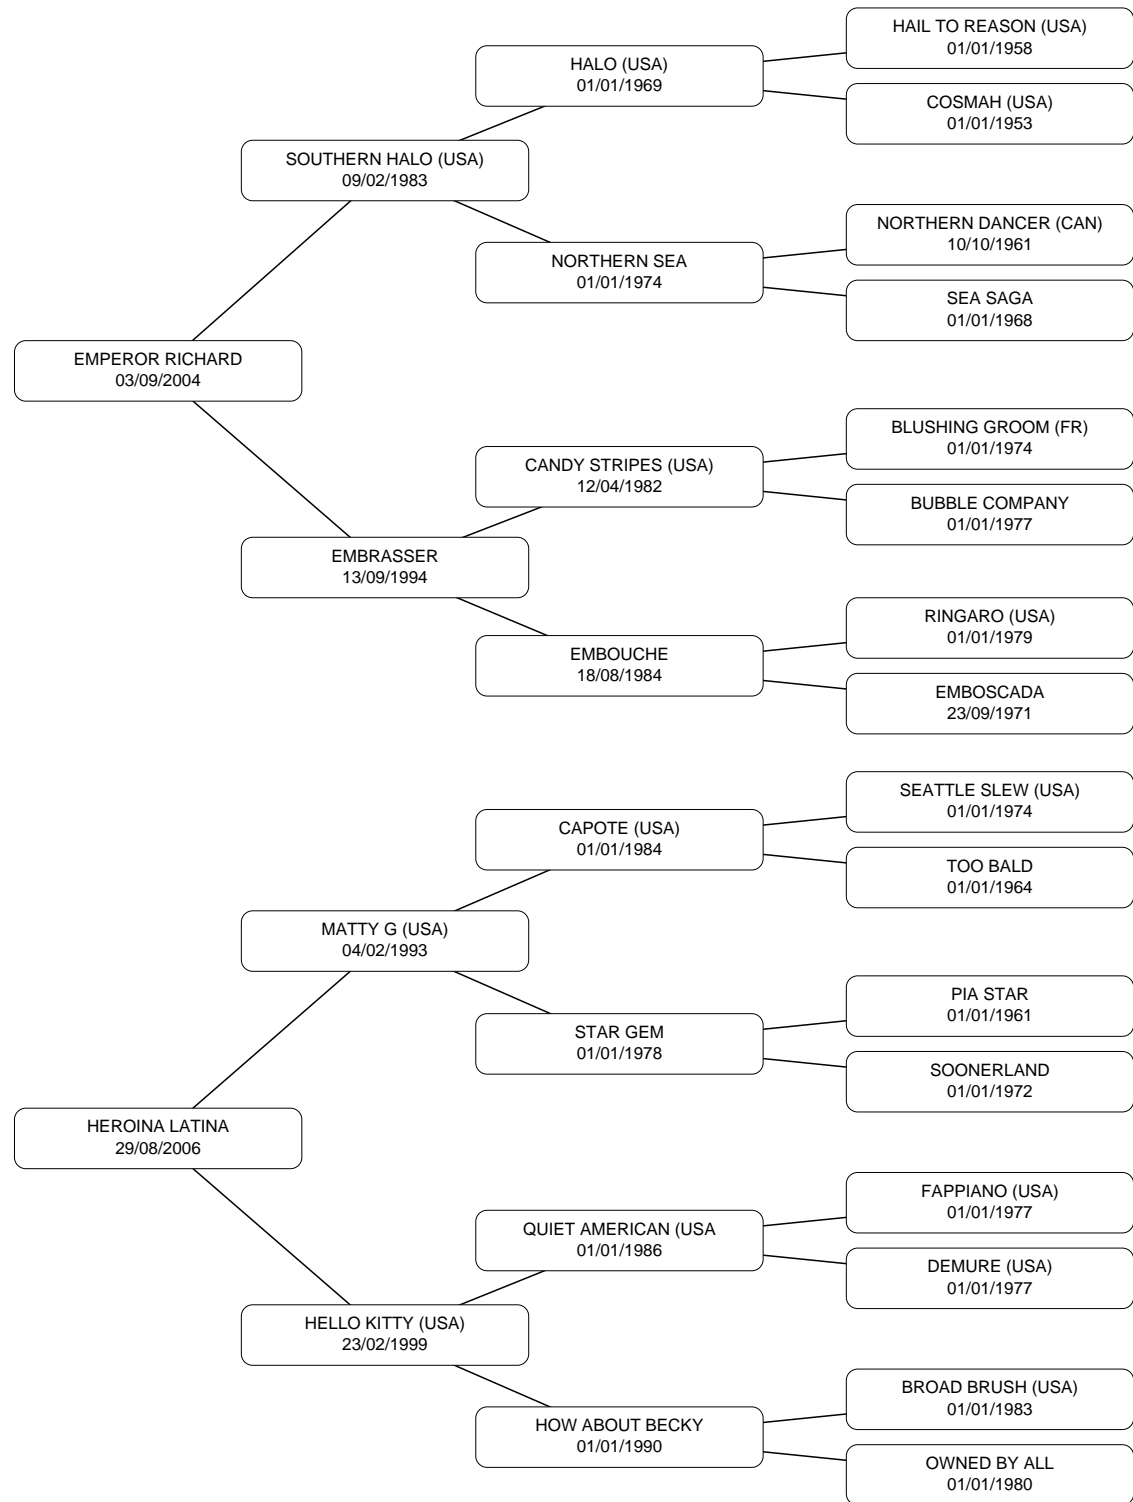 HAIL TO REASON (USA)
01/01/1958
HALO (USA)
01/01/1969
COSMAH (USA)
01/01/1953
SOUTHERN HALO (USA)
09/02/1983
NORTHERN DANCER (CAN)
10/10/1961
NORTHERN SEA
01/01/1974
SEA SAGA
01/01/1968
EMPEROR RICHARD
03/09/2004
BLUSHING GROOM (FR)
01/01/1974
CANDY STRIPES (USA)
12/04/1982
BUBBLE COMPANY
01/01/1977
EMBRASSER
13/09/1994
RINGARO (USA)
01/01/1979
EMBOUCHE
18/08/1984
EMBOSCADA
23/09/1971
SEATTLE SLEW (USA)
01/01/1974
CAPOTE (USA)
01/01/1984
TOO BALD
01/01/1964
MATTY G (USA)
04/02/1993
PIA STAR
01/01/1961
STAR GEM
01/01/1978
SOONERLAND
01/01/1972
HEROINA LATINA
29/08/2006
FAPPIANO (USA)
01/01/1977
QUIET AMERICAN (USA
01/01/1986
DEMURE (USA)
01/01/1977
HELLO KITTY (USA)
23/02/1999
BROAD BRUSH (USA)
01/01/1983
HOW ABOUT BECKY
01/01/1990
OWNED BY ALL
01/01/1980